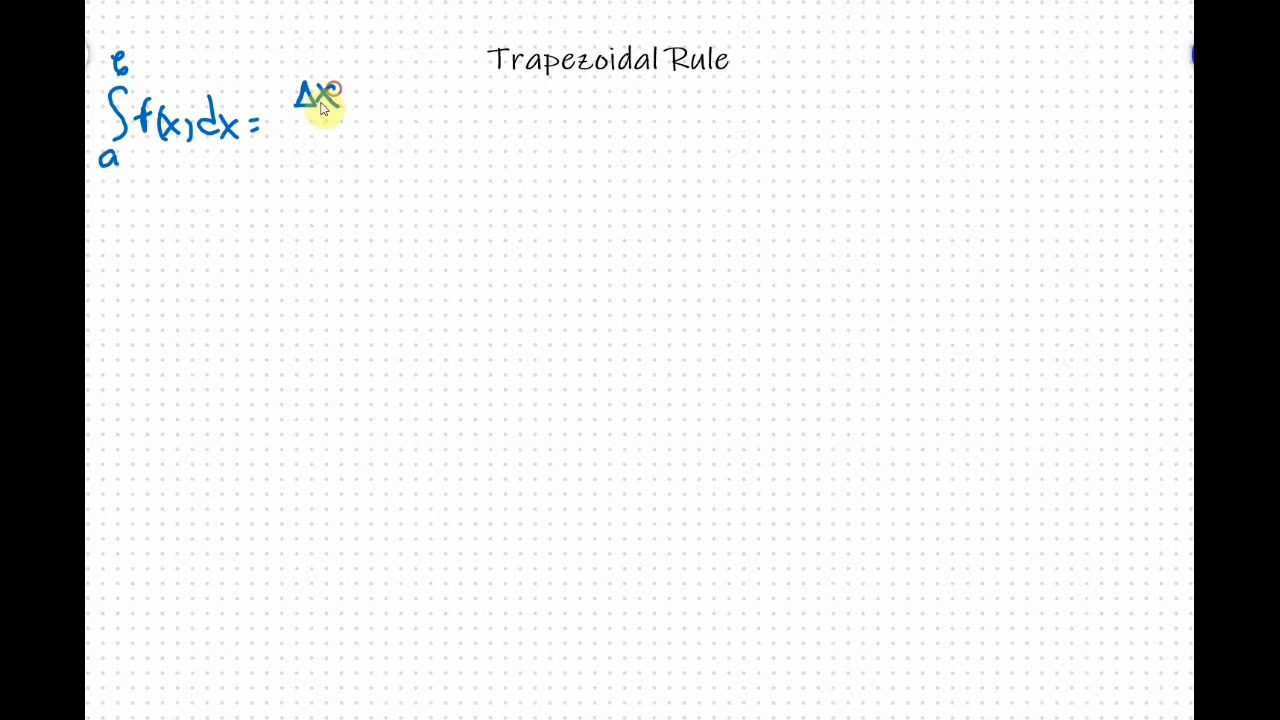 Trapezoidal Rule
b
∫ f(x)dx = Δx
a